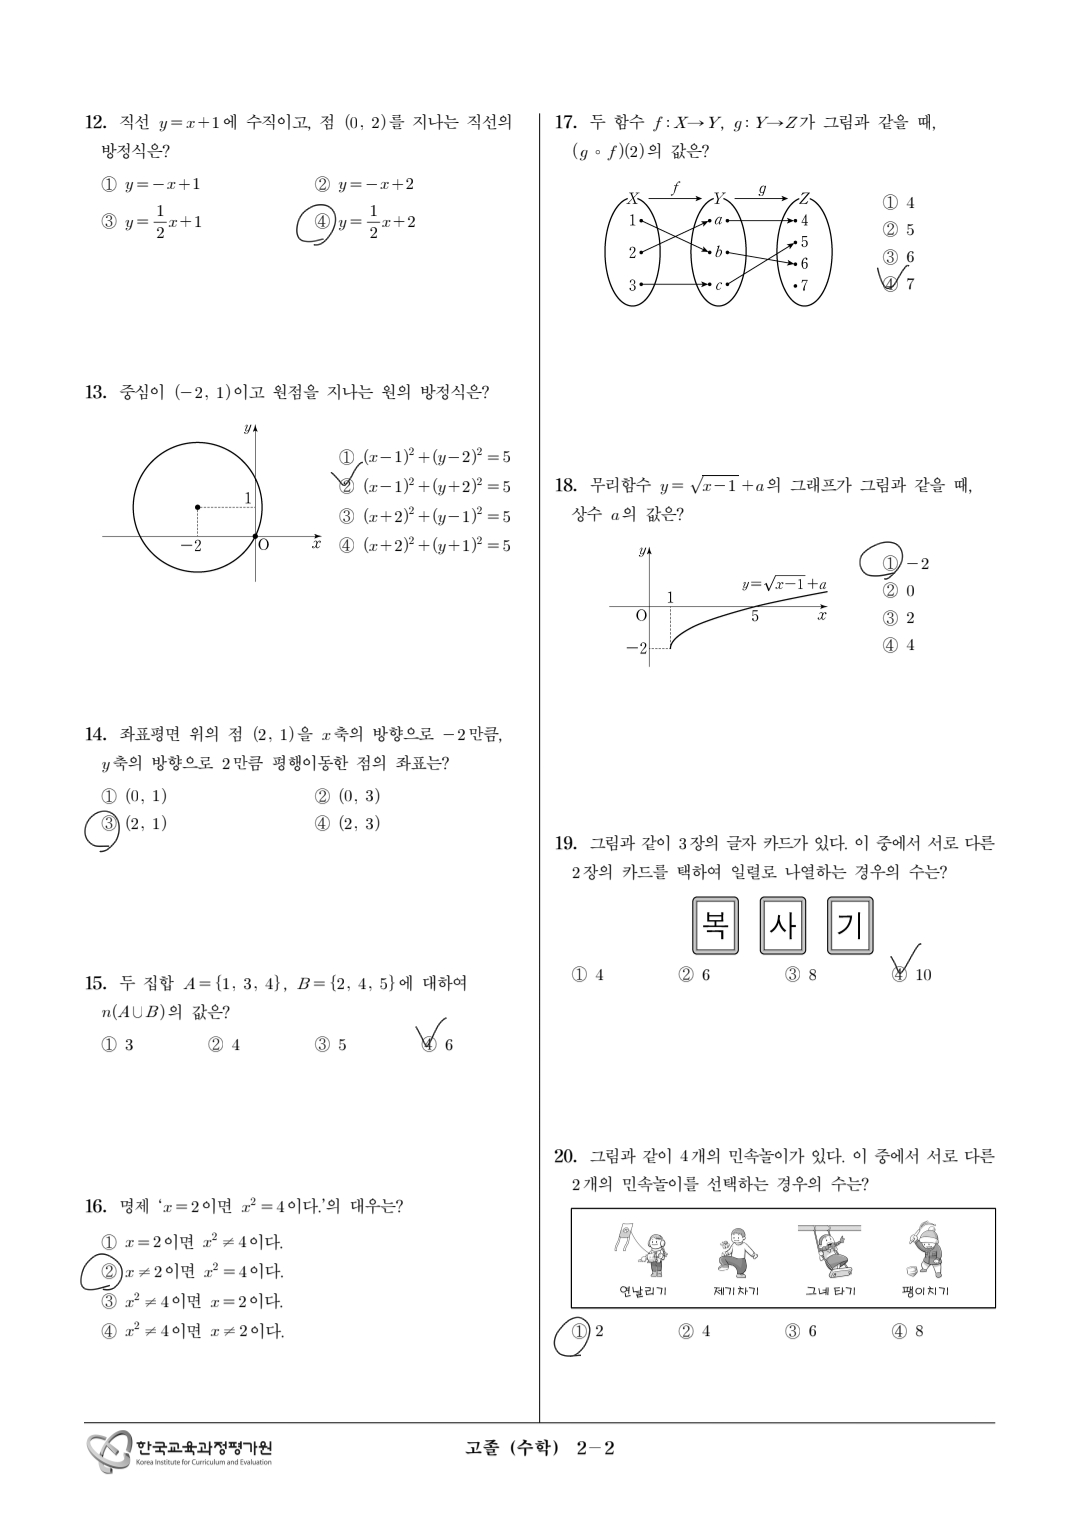 12. 직선 y=x+1에 수직이고, 점 (0, 2)를 지나는 직선의
방정식은?
① y=-x+1 ② y=-x+2
③ y=1/2x+1 ④ y=1/2x+2
13. 중심이 (-2, 1)이고 원점을 지나는 원의 방정식은?
y
1
-2 O x
① (x-1)²+(y-2)²=5
② (x-1)²+(y+2)²=5
③ (x+2)²+(y-1)²=5
④ (x+2)²+(y+1)²=5
14. 좌표평면 위의 점 (2, 1)을 x축의 방향으로 -2만큼,
y축의 방향으로 2만큼 평행이동한 점의 좌표는?
① (0, 1) ② (0, 3)
③ (2, 1) ④ (2, 3)
15. 두 집합 A={1, 3, 4}, B={2, 4, 5}에 대하여
n(A∪B)의 값은?
① 3 ② 4 ③ 5 ④ 6
16. 명제 ‘x=2이면 x²=4이다.’의 대우는?
① x=2이면 x²≠4이다.
② x≠2이면 x²=4이다.
③ x²≠4이면 x=2이다.
④ x²≠4이면 x≠2이다.
17. 두 함수 f:X→Y, g:Y→Z가 그림과 같을 때,
(g∘f)(2)의 값은?
X f Y g Z
1 a 4
2 b 5
6
3 c 7
① 4
② 5
③ 6
④ 7
18. 무리함수 y=√(x-1)+a의 그래프가 그림과 같을 때,
상수 a의 값은?
y
y=√(x-1)+a
1
O 5 x
-2
① -2
② 0
③ 2
④ 4
19. 그림과 같이 3장의 글자 카드가 있다. 이 중에서 서로 다른
2장의 카드를 택하여 일렬로 나열하는 경우의 수는?
복 사 기
① 4 ② 6 ③ 8 ④ 10
20. 그림과 같이 4개의 민속놀이가 있다. 이 중에서 서로 다른
2개의 민속놀이를 선택하는 경우의 수는?
연날리기 제기차기 그네 타기 팽이치기
① 2 ② 4 ③ 6 ④ 8
한국교육과정평가원
Korea Institute for Curriculum and Evaluation
고졸 (수학) 2-2